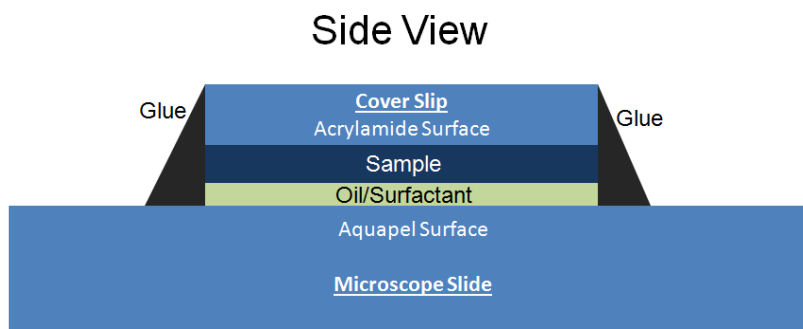 Side View
Glue
Cover Slip
Glue
Acrylamide Surface
Sample
Oil/Surfactant
Aquapel Surface
Microscope Slide